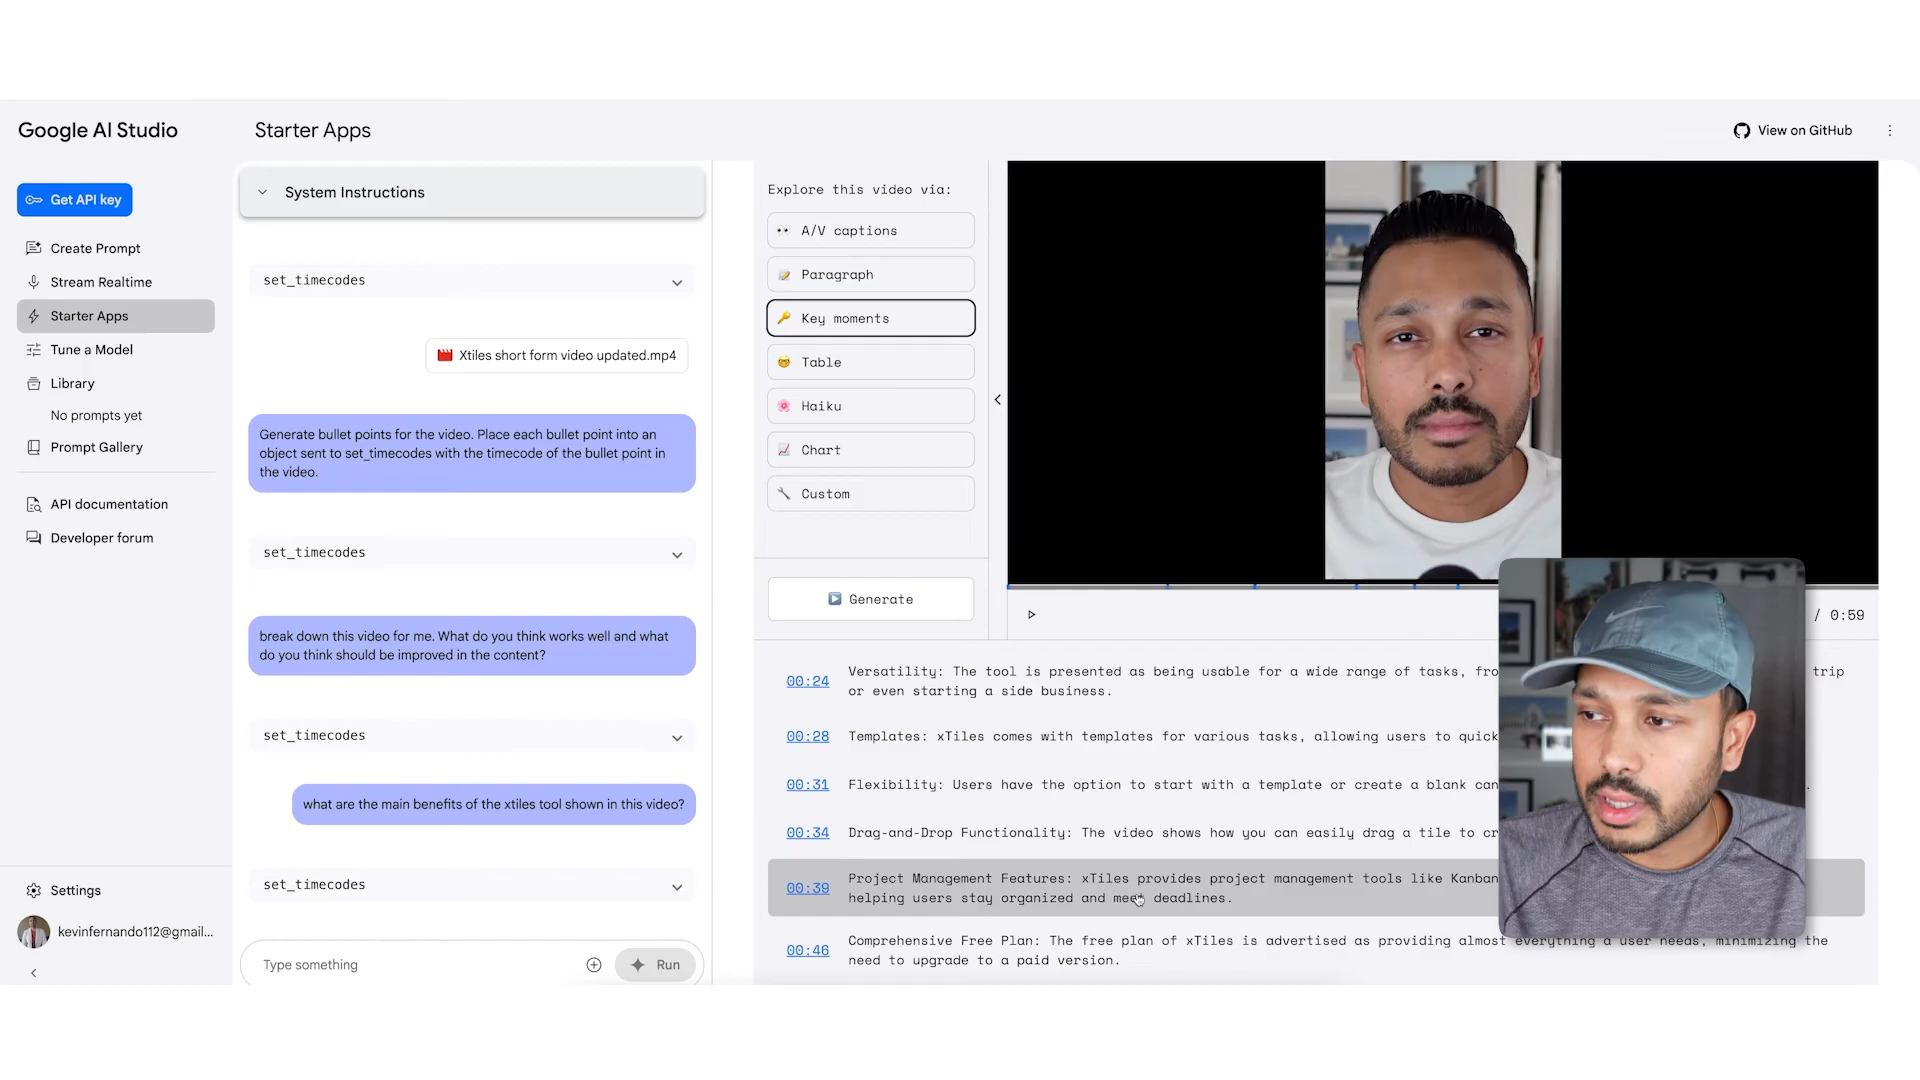 Google AI Studio
Starter Apps
View on GitHub
Get API key
Create Prompt
Stream Realtime
Starter Apps
Tune a Model
Library
No prompts yet
Prompt Gallery
API documentation
Developer forum
Settings
kevinfernando112@gmail...
System Instructions
set_timecodes
Xtiles short form video updated.mp4
Generate bullet points for the video. Place each bullet point into an
object sent to set_timecodes with the timecode of the bullet point in
the video.
set_timecodes
break down this video for me. What do you think works well and what
do you think should be improved in the content?
set_timecodes
what are the main benefits of the xtiles tool shown in this video?
set_timecodes
Type something
Run
Explore this video via:
A/V captions
Paragraph
Key moments
Table
Haiku
Chart
Custom
Generate
/ 0:59
00:24 Versatility: The tool is presented as being usable for a wide range of tasks, trip
or even starting a side business.
00:28 Templates: xTiles comes with templates for various tasks, allowing users to
00:31 Flexibility: Users have the option to start with a template or create a blank
00:34 Drag-and-Drop Functionality: The video shows how you can easily drag a tile to
00:39 Project Management Features: xTiles provides project management tools like Kanban
helping users stay organized and meet deadlines.
00:46 Comprehensive Free Plan: The free plan of xTiles is advertised as providing almost everything a user needs, minimizing the
need to upgrade to a paid version.